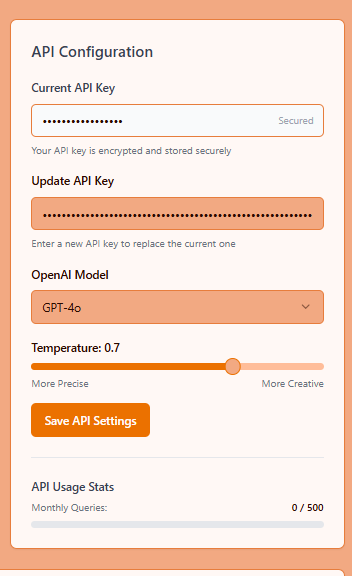 API Configuration
Current API Key
••••••••••••••••• Secured
Your API key is encrypted and stored securely
Update API Key
••••••••••••••••••••••••••••••••••••••••••••••••••••••••
Enter a new API key to replace the current one
OpenAI Model
GPT-4o
Temperature: 0.7
More Precise More Creative
Save API Settings
API Usage Stats
Monthly Queries: 0 / 500